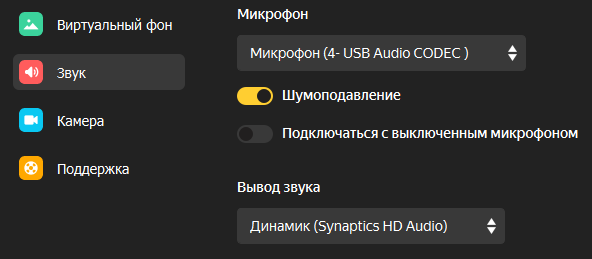 Виртуальный фон
Звук
Камера
Поддержка
Микрофон
Микрофон (4- USB Audio CODEC )
Шумоподавление
Подключаться с выключенным микрофоном
Вывод звука
Динамик (Synaptics HD Audio)